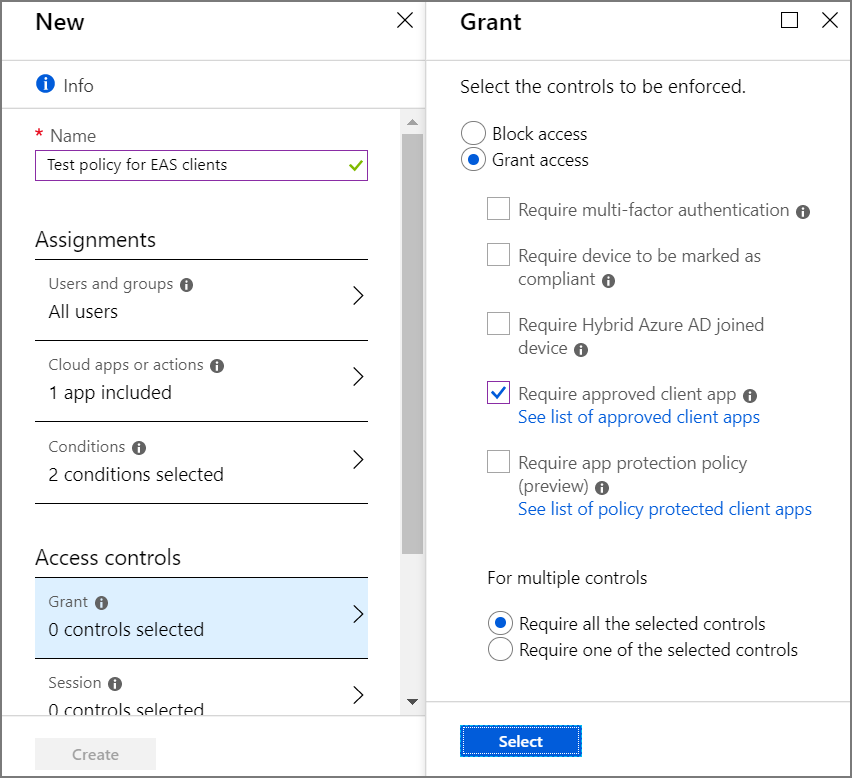 New
Info
* Name
Test policy for EAS clients
Assignments
Users and groups
All users
Cloud apps or actions
1 app included
Conditions
2 conditions selected
Access controls
Grant
0 controls selected
Session
0 controls selected
Create
Grant
Select the controls to be enforced.
Block access
Grant access
Require multi-factor authentication
Require device to be marked as
compliant
Require Hybrid Azure AD joined
device
Require approved client app
See list of approved client apps
Require app protection policy
(preview)
See list of policy protected client apps
For multiple controls
Require all the selected controls
Require one of the selected controls
Select